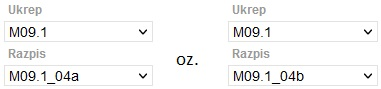 Ukrep
M09.1
Razpis
M09.1_04a
oz.
Ukrep
M09.1
Razpis
M09.1_04b